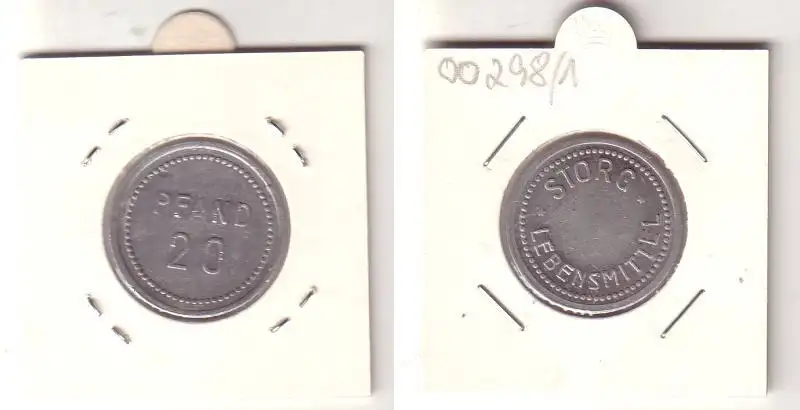 PFAND
20
00298/1
STORG
LEBENSMITTEL